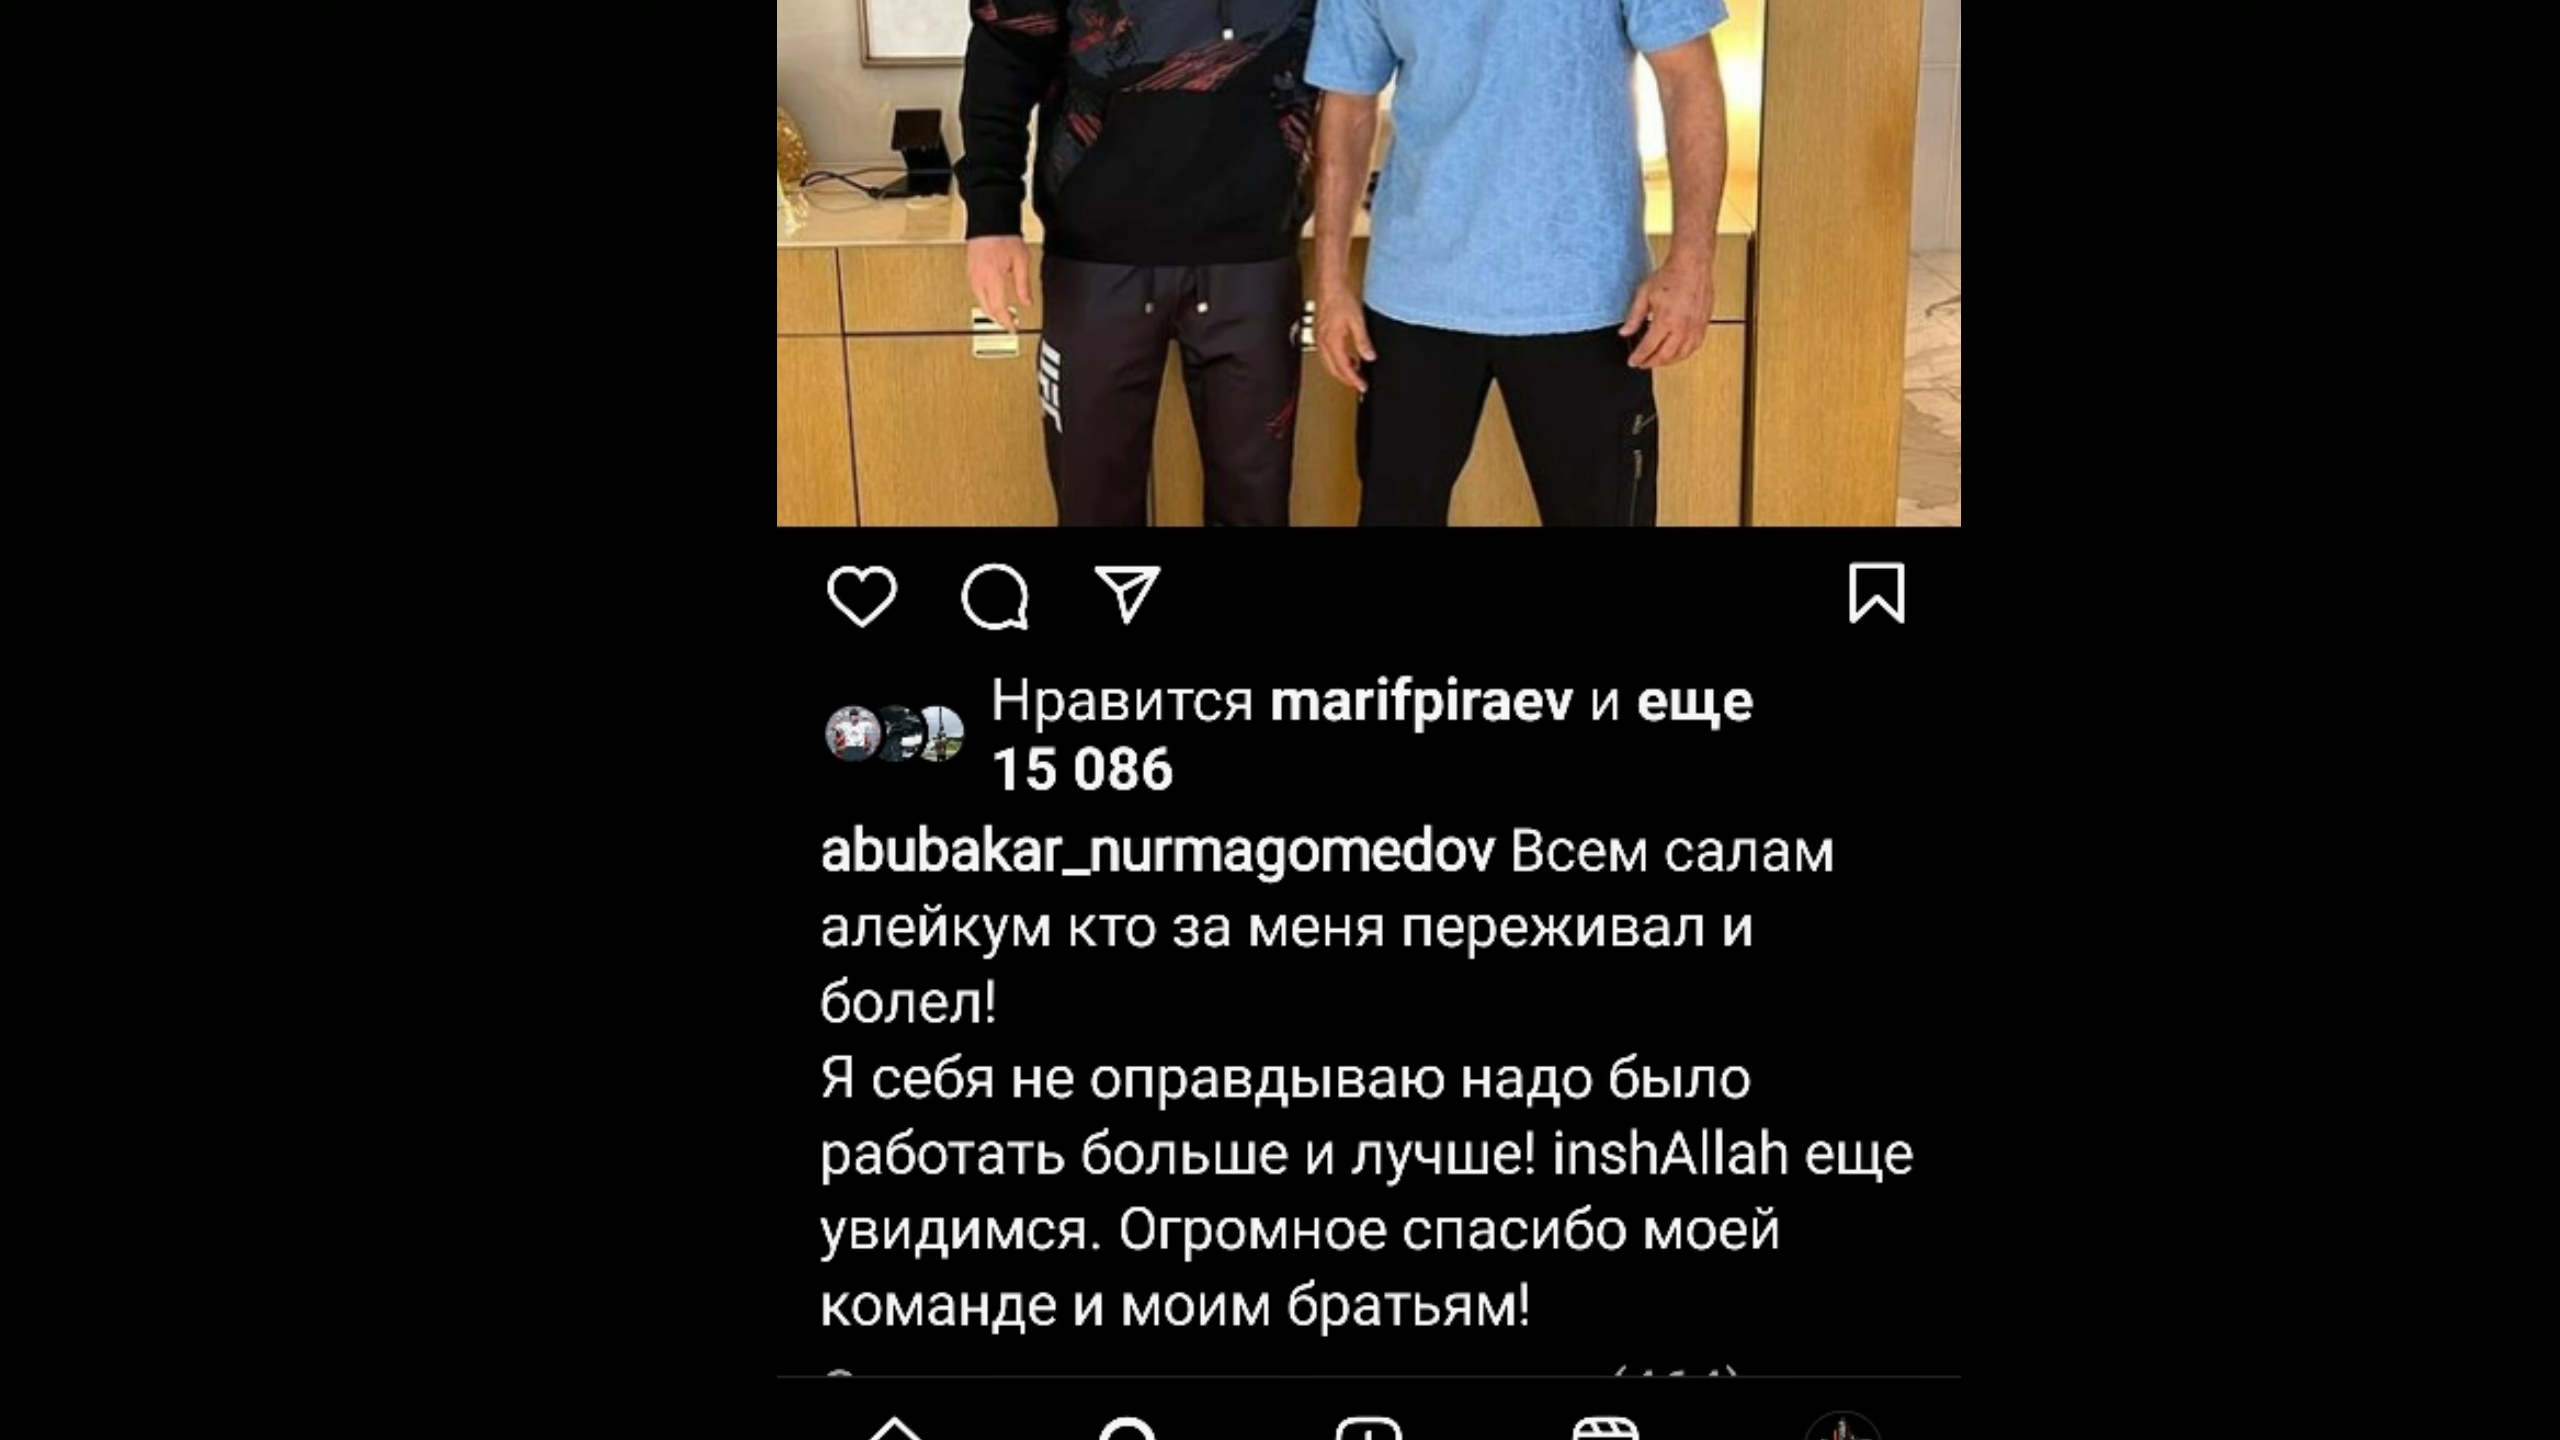 UFC
Нравится marifpiraev и еще
15 086
abubakar_nurmagomedov Всем салам
алейкум кто за меня переживал и
болел!
Я себя не оправдываю надо было
работать больше и лучше! inshAllah еще
увидимся. Огромное спасибо моей
команде и моим братьям!